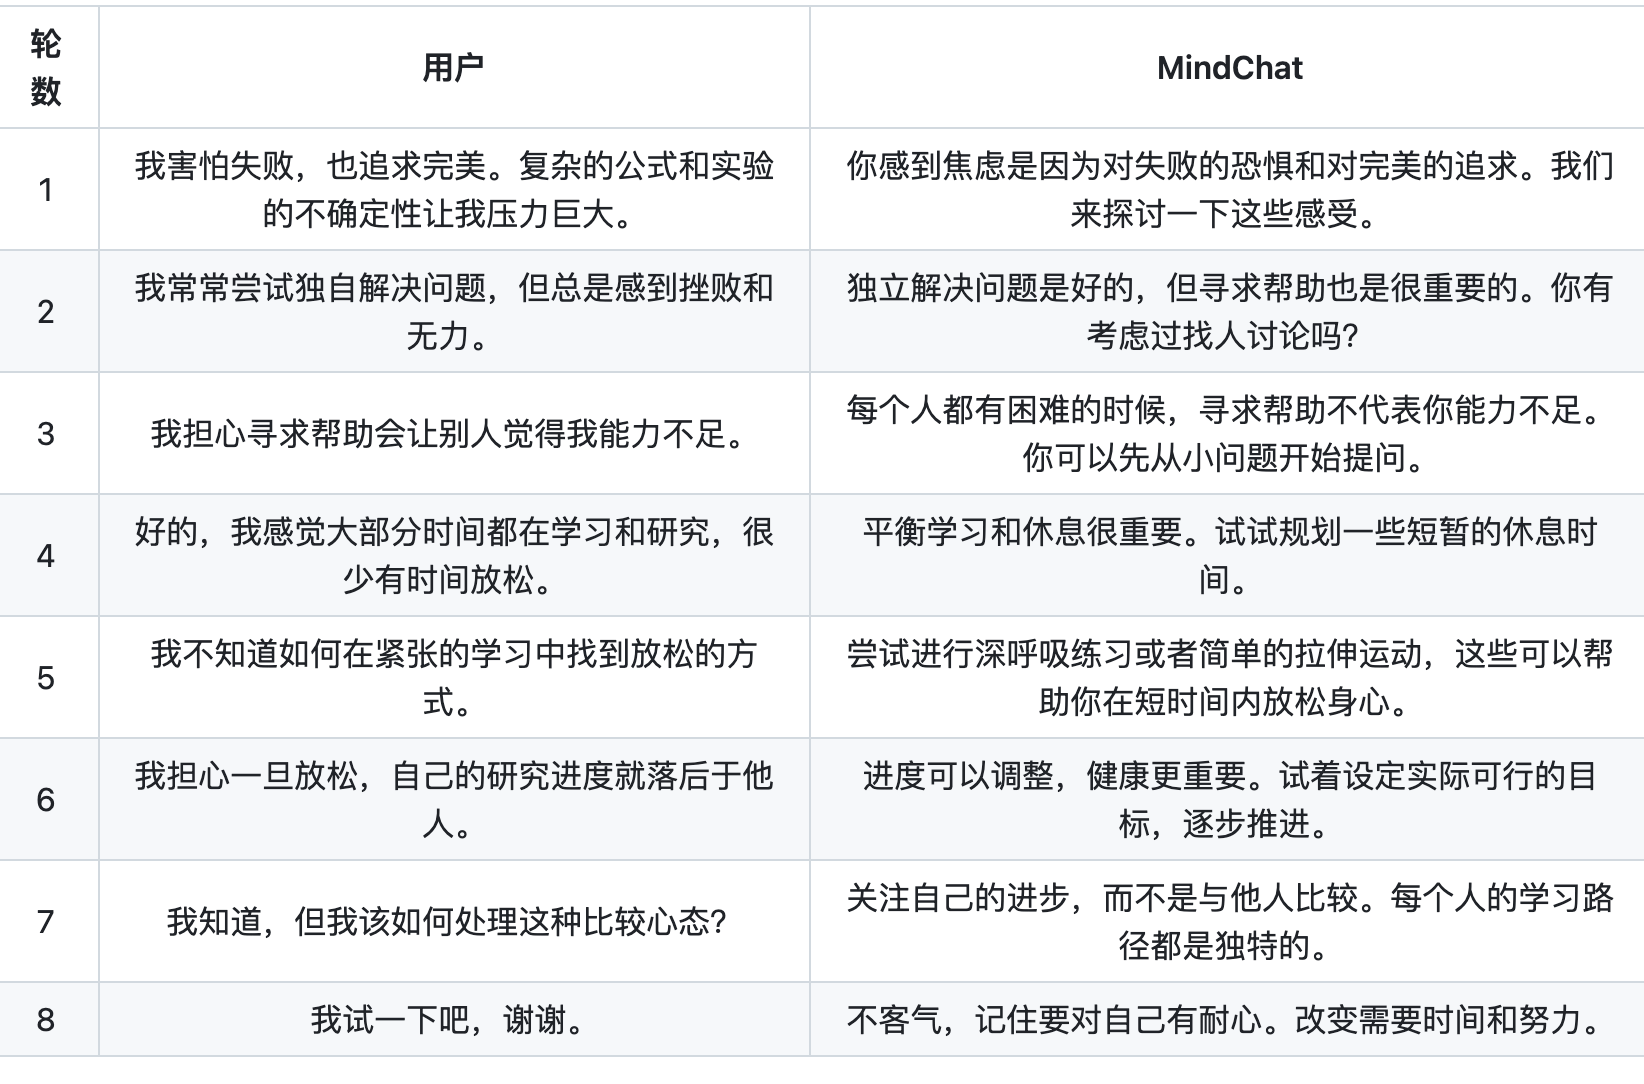 轮
数
用户
MindChat
1
我害怕失败，也追求完美。复杂的公式和实验
的不确定性让我压力巨大。
你感到焦虑是因为对失败的恐惧和对完美的追求。我们
来探讨一下这些感受。
2
我常常尝试独自解决问题，但总是感到挫败和
无力。
独立解决问题是好的，但寻求帮助也是很重要的。你有
考虑过找人讨论吗?
3
我担心寻求帮助会让别人觉得我能力不足。
每个人都有困难的时候，寻求帮助不代表你能力不足。
你可以先从小问题开始提问。
4
好的，我感觉大部分时间都在学习和研究，很
少有时间放松。
平衡学习和休息很重要。试试规划一些短暂的休息时
间。
5
我不知道如何在紧张的学习中找到放松的方
式。
尝试进行深呼吸练习或者简单的拉伸运动，这些可以帮
助你在短时间内放松身心。
6
我担心一旦放松，自己的研究进度就落后于他
人。
进度可以调整，健康更重要。试着设定实际可行的目
标，逐步推进。
7
我知道，但我该如何处理这种比较心态?
关注自己的进步，而不是与他人比较。每个人的学习路
径都是独特的。
8
我试一下吧，谢谢。
不客气，记住要对自己有耐心。改变需要时间和努力。